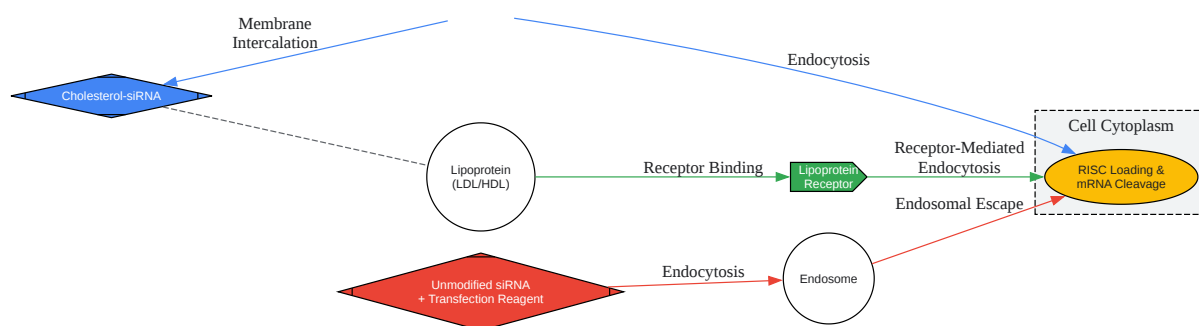 Membrane
Intercalation
Endocytosis
Cholesterol-siRNA
Cell Cytoplasm
Lipoprotein
(LDL/HDL)
Receptor Binding
Lipoprotein
Receptor
Receptor-Mediated
Endocytosis
RISC Loading &
mRNA Cleavage
Endosomal Escape
Unmodified siRNA
+ Transfection Reagent
Endocytosis
Endosome